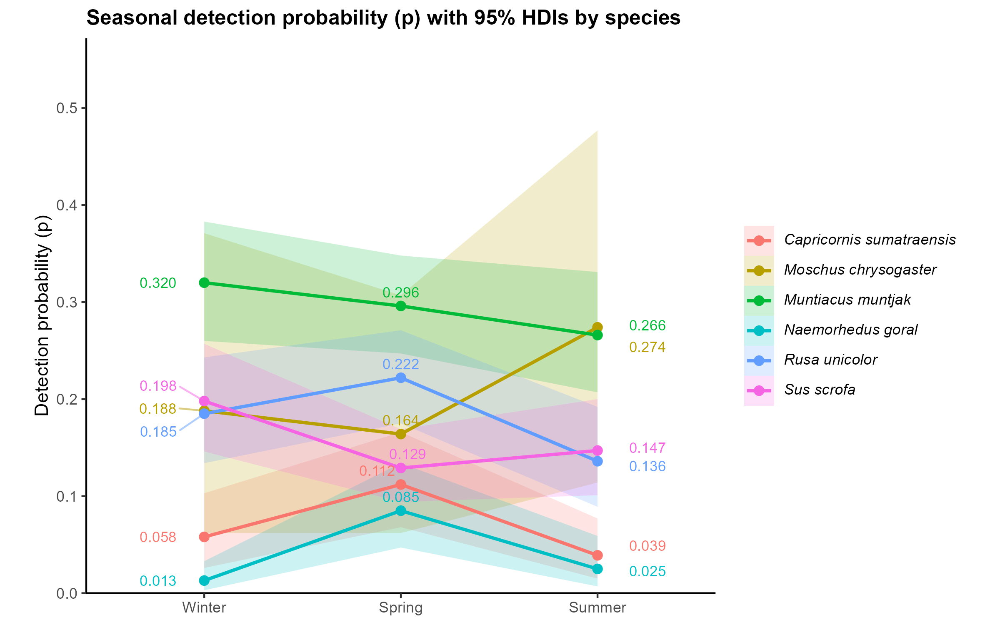 Seasonal detection probability (p) with 95% HDIs by species
Detection probability (p)
0.5
0.4
0.3
0.2
0.1
0.0
0.320
0.198
0.188
0.185
0.058
0.013
0.296
0.222
0.164
0.129
0.112
0.085
0.266
0.274
0.147
0.136
0.039
0.025
Winter
Spring
Summer
Capricornis sumatraensis
Moschus chrysogaster
Muntiacus muntjak
Naemorhedus goral
Rusa unicolor
Sus scrofa